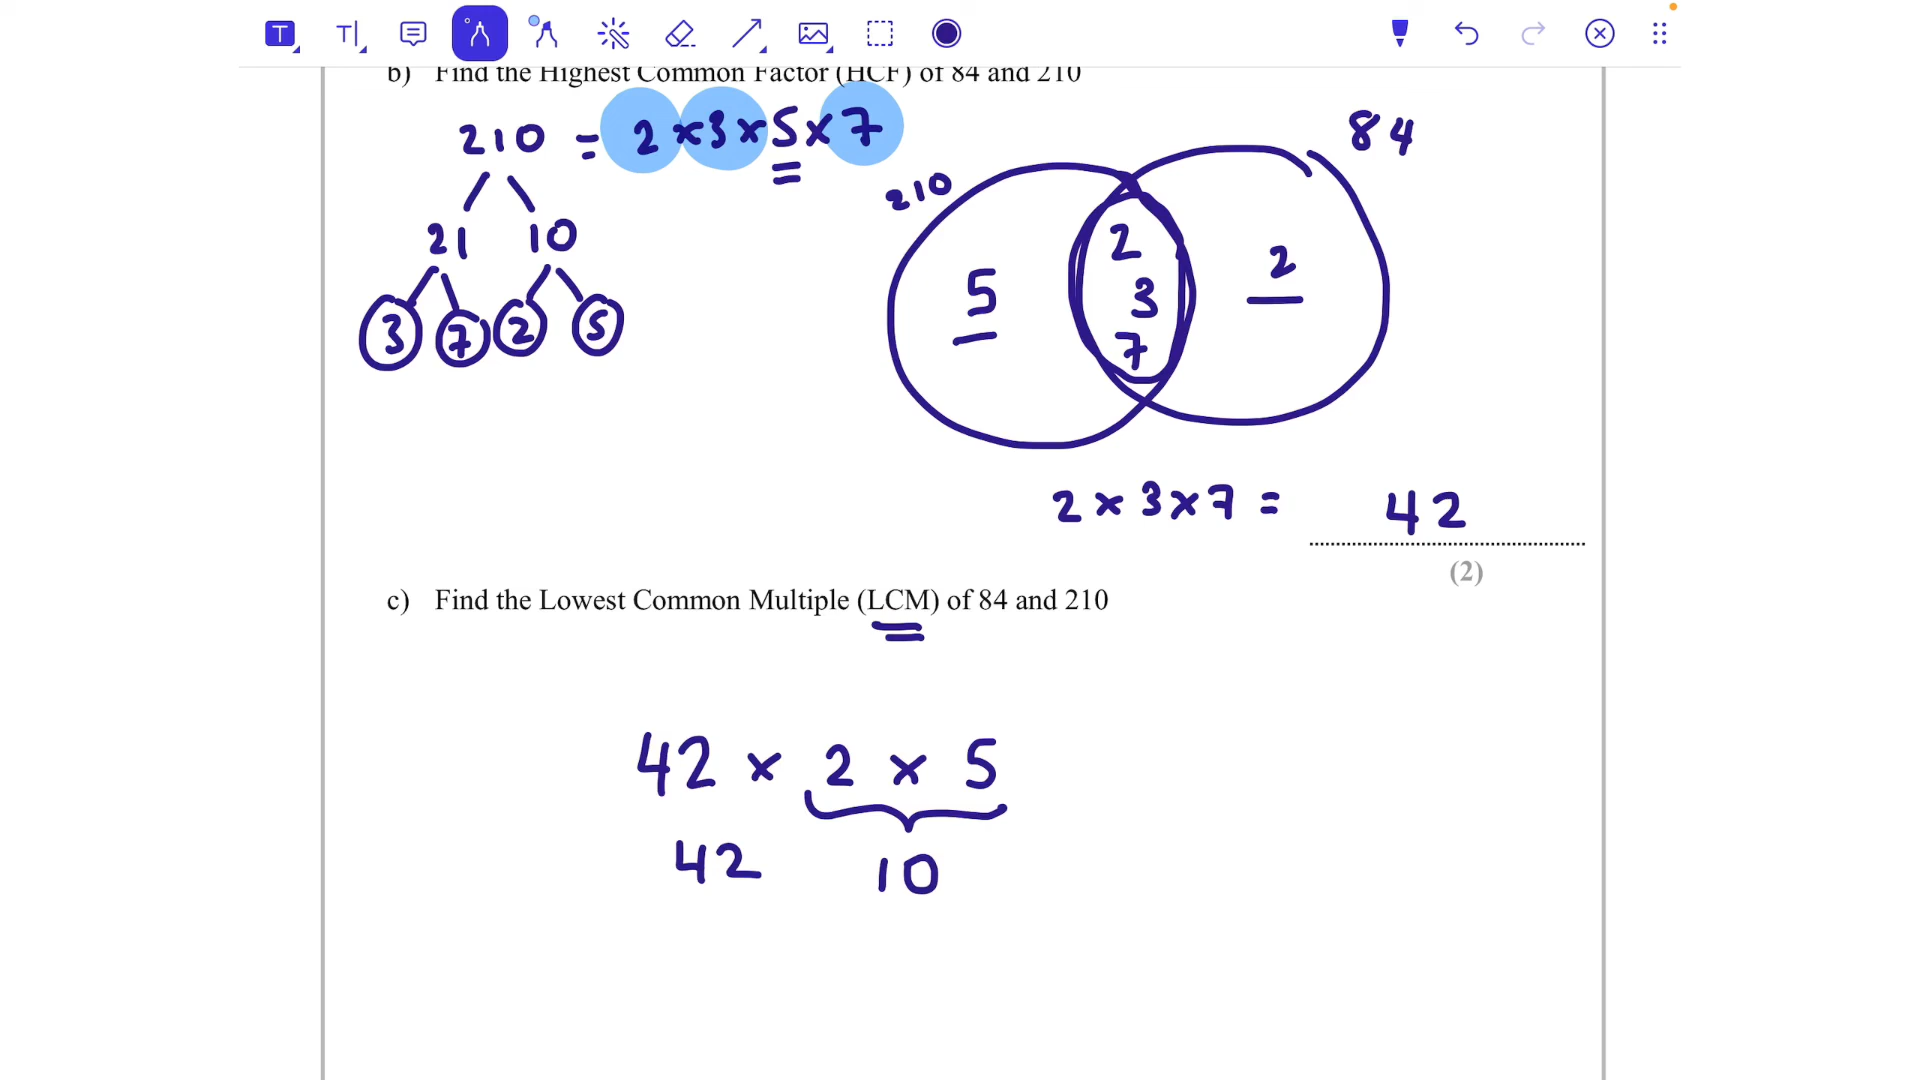 b) Find the Highest Common Factor (HCF) of 84 and 210
210 = 2 x 3 x 5 x 7
21 10
3 7 2 5
210
84
5
2
3
7
2
2 x 3 x 7 = 42
(2)
c) Find the Lowest Common Multiple (LCM) of 84 and 210
42 x 2 x 5
42 10